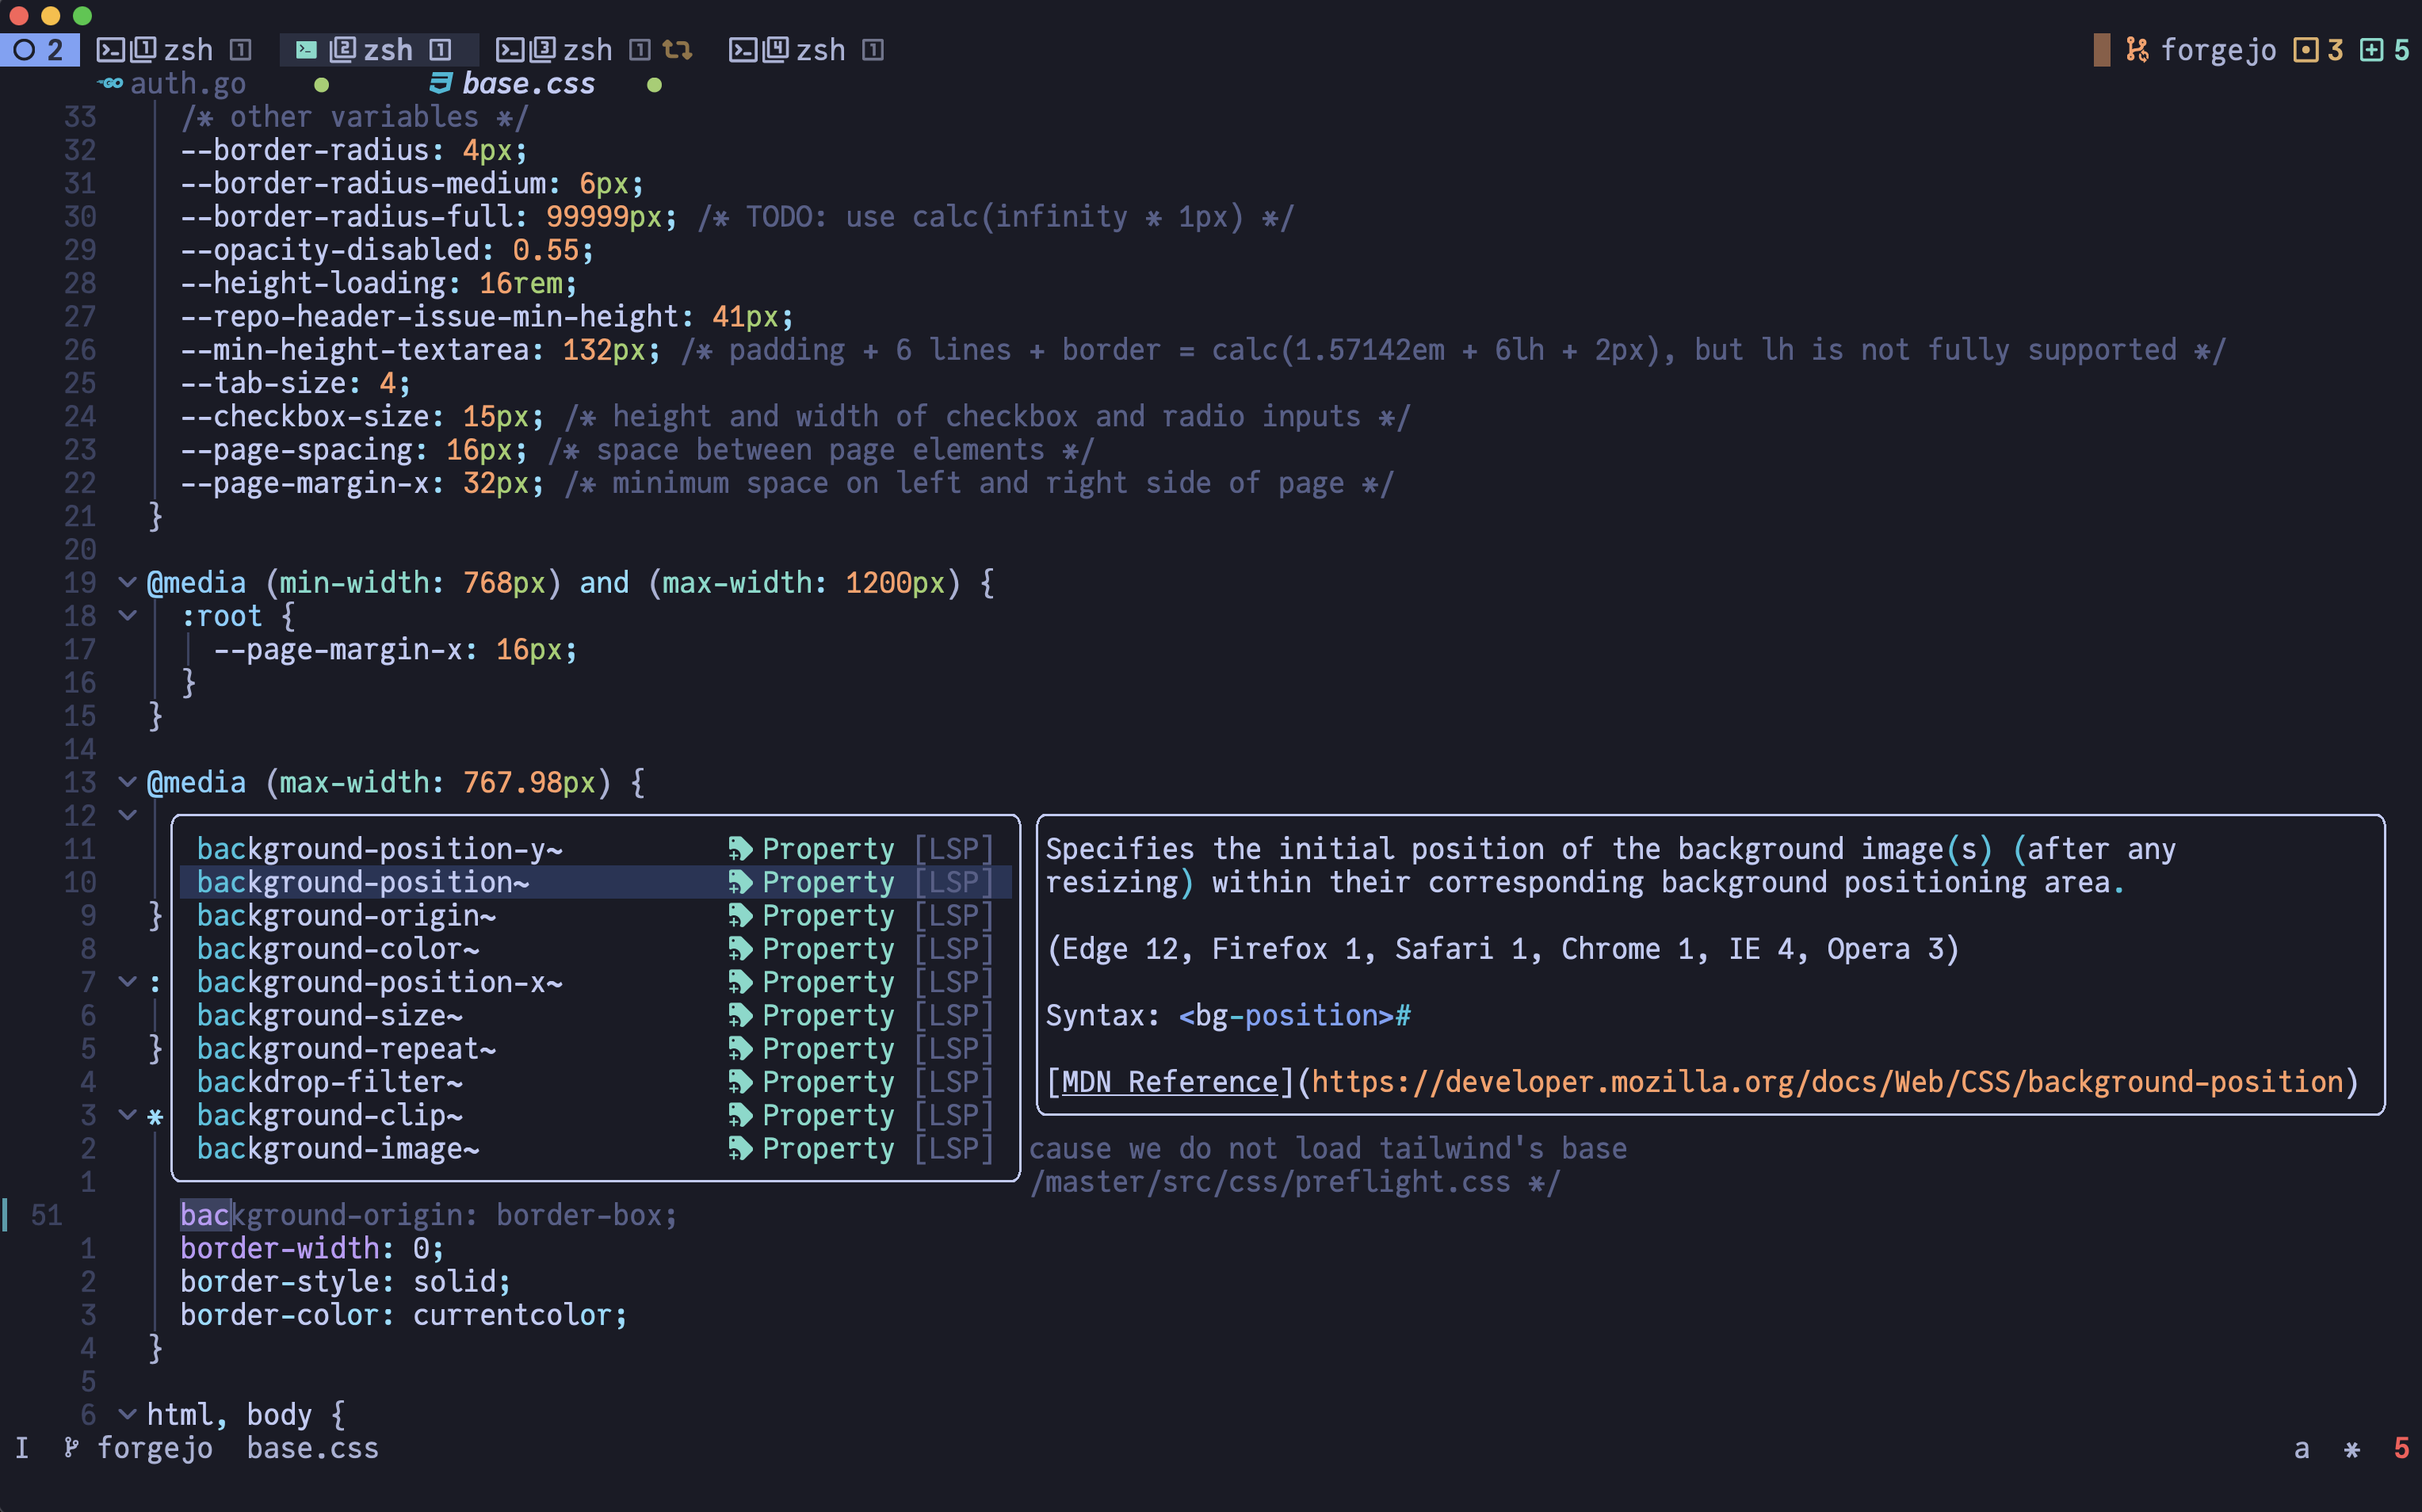 2 1 zsh 1 2 zsh 1 3 zsh 1 4 zsh 1 forgejo 3 5
auth.go base.css
33 /* other variables */
32 --border-radius: 4px;
31 --border-radius-medium: 6px;
30 --border-radius-full: 99999px; /* TODO: use calc(infinity * 1px) */
29 --opacity-disabled: 0.55;
28 --height-loading: 16rem;
27 --repo-header-issue-min-height: 41px;
26 --min-height-textarea: 132px; /* padding + 6 lines + border = calc(1.57142em + 6lh + 2px), but lh is not fully supported */
25 --tab-size: 4;
24 --checkbox-size: 15px; /* height and width of checkbox and radio inputs */
23 --page-spacing: 16px; /* space between page elements */
22 --page-margin-x: 32px; /* minimum space on left and right side of page */
21 }
20
19 @media (min-width: 768px) and (max-width: 1200px) {
18 :root {
17 --page-margin-x: 16px;
16 }
15 }
14
13 @media (max-width: 767.98px) {
12
11 background-position-y~ Property [LSP] Specifies the initial position of the background image(s) (after any
10 background-position~ Property [LSP] resizing) within their corresponding background positioning area.
9 } background-origin~ Property [LSP]
8 background-color~ Property [LSP] (Edge 12, Firefox 1, Safari 1, Chrome 1, IE 4, Opera 3)
7 : background-position-x~ Property [LSP]
6 background-size~ Property [LSP] Syntax: <bg-position>#
5 } background-repeat~ Property [LSP]
4 backdrop-filter~ Property [LSP] [MDN Reference](https://developer.mozilla.org/docs/Web/CSS/background-position)
3 * background-clip~ Property [LSP]
2 background-image~ Property [LSP] cause we do not load tailwind's base
1 /master/src/css/preflight.css */
51 background-origin: border-box;
1 border-width: 0;
2 border-style: solid;
3 border-color: currentcolor;
4 }
5
6 html, body {
I forgejo base.css a * 5